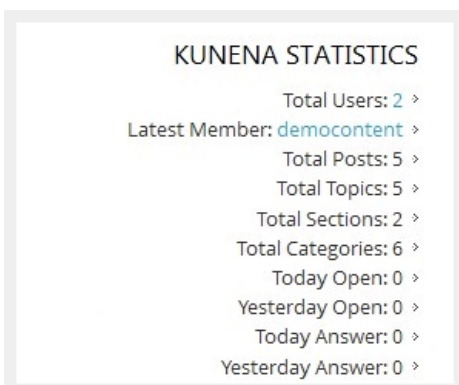 KUNENA STATISTICS
Total Users: 2
Latest Member: democontent
Total Posts: 5
Total Topics: 5
Total Sections: 2
Total Categories: 6
Today Open: 0
Yesterday Open: 0
Today Answer: 0
Yesterday Answer: 0